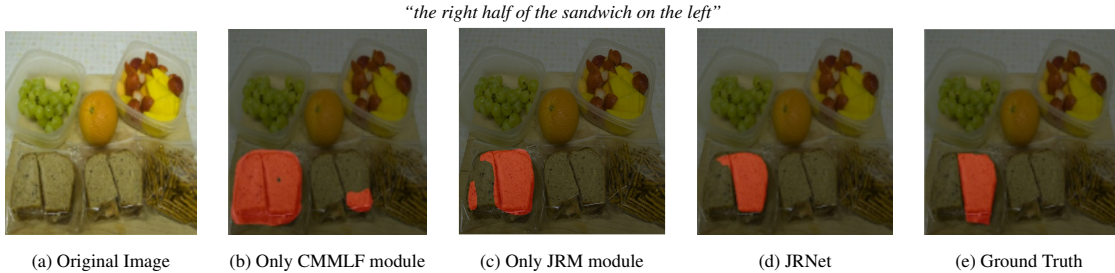 “the right half of the sandwich on the left”
(a) Original Image (b) Only CMMLF module (c) Only JRM module (d) JRNet (e) Ground Truth